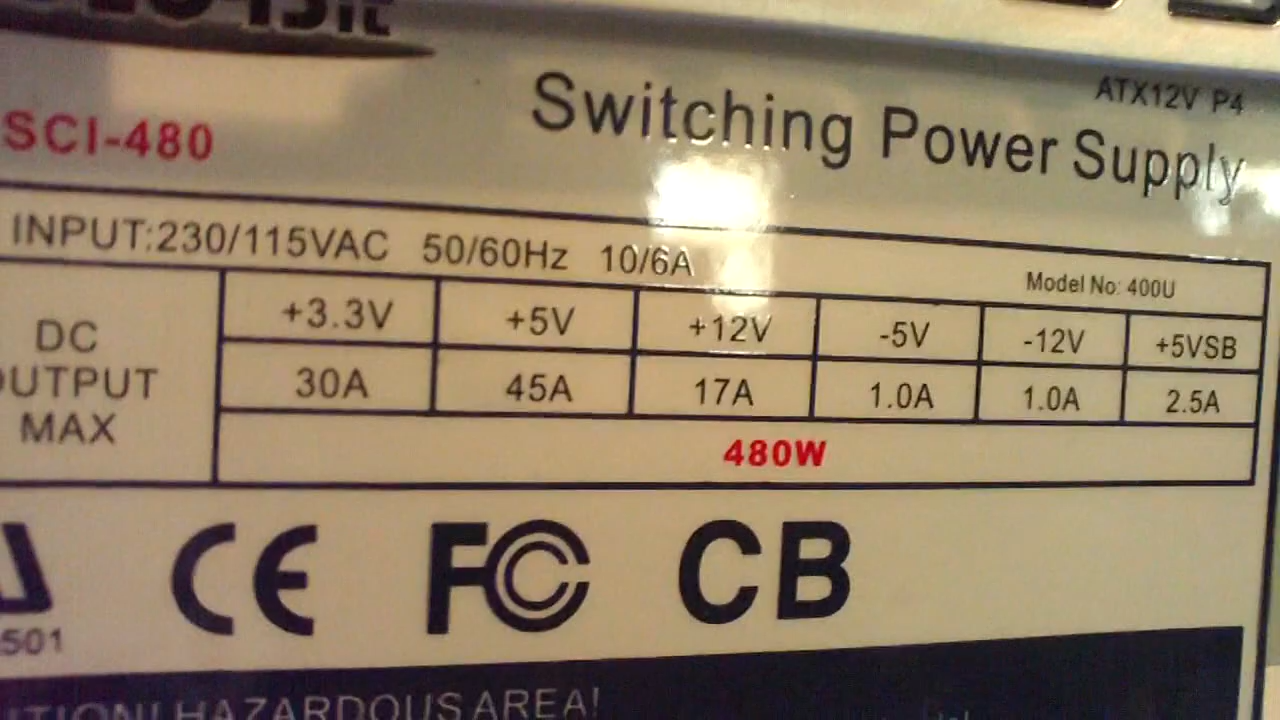 SCI-480
ATX12V P4
Switching Power Supply
INPUT:230/115VAC 50/60Hz 10/6A
Model No: 400U
DC
OUTPUT
MAX
+3.3V +5V +12V -5V -12V +5VSB
30A 45A 17A 1.0A 1.0A 2.5A
480W
CE FC CB
501
HAZARDOUS AREA!